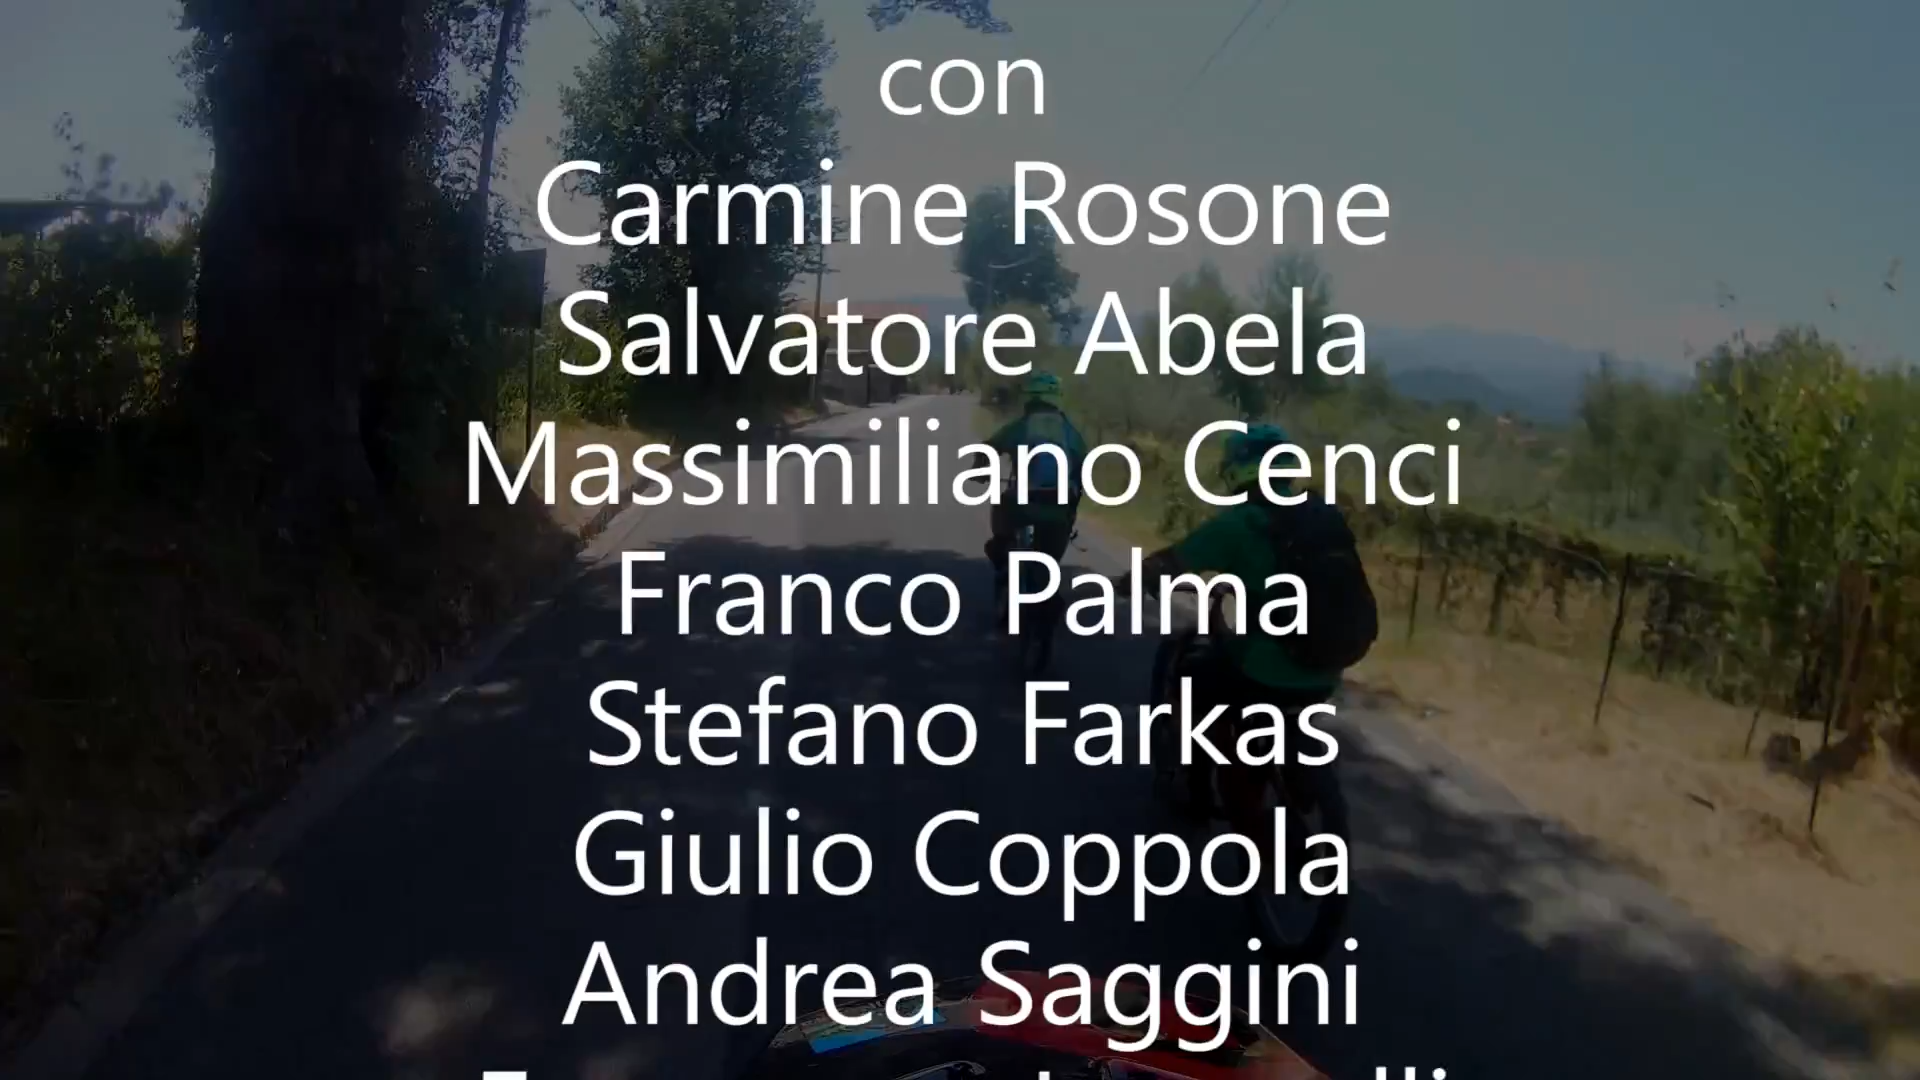 con
Carmine Rosone
Salvatore Abela
Massimiliano Cenci
Franco Palma
Stefano Farkas
Giulio Coppola
Andrea Saggini